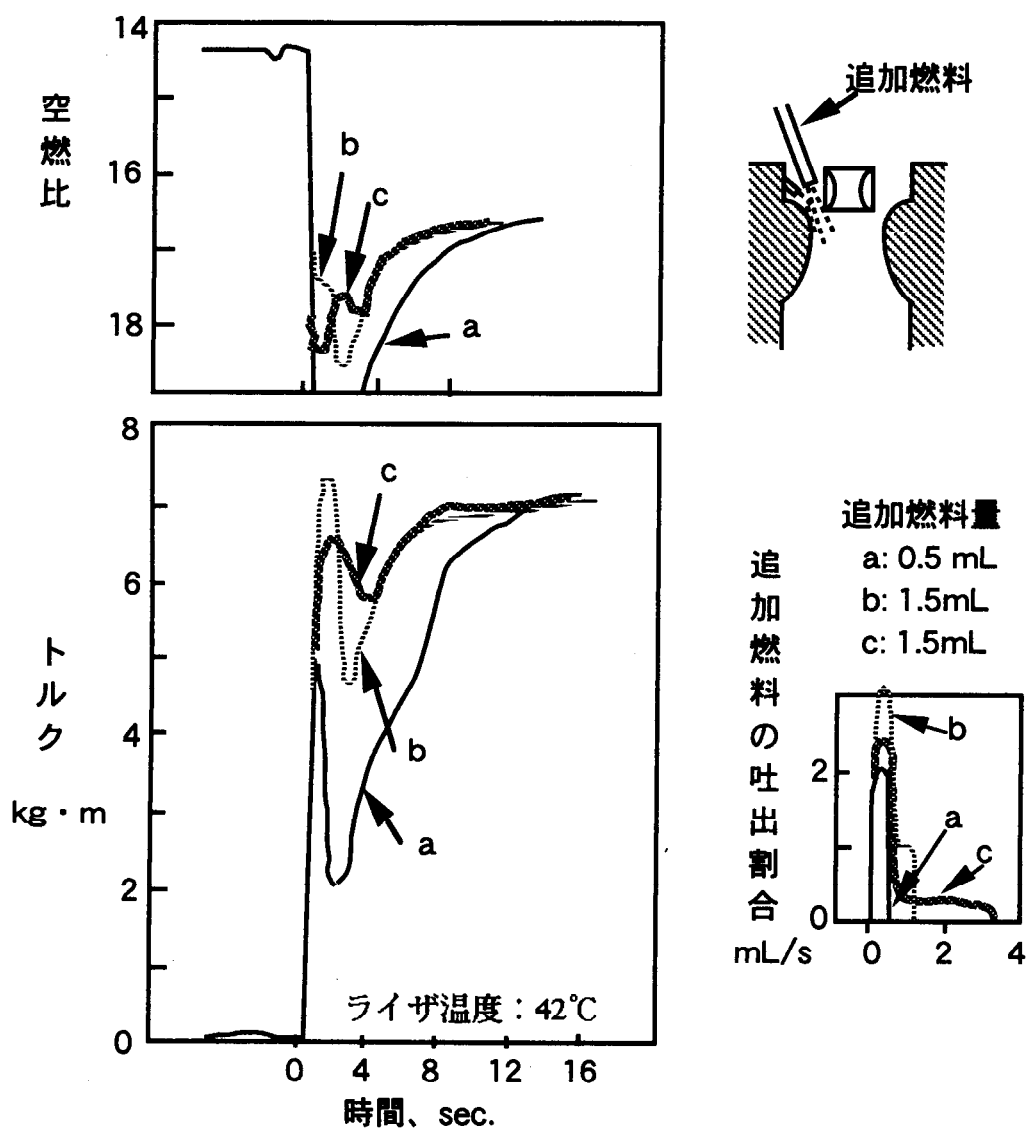 14
16
18
空燃比
b
c
a
追加燃料
8
6
4
2
0
トルク
kg・m
c
b
a
ライザ温度：42℃
0 4 8 12 16
時間、sec.
追加燃料量
a: 0.5 mL
b: 1.5mL
c: 1.5mL
追加燃料の吐出割合
mL/s
2
0
b
a
c
0 2 4